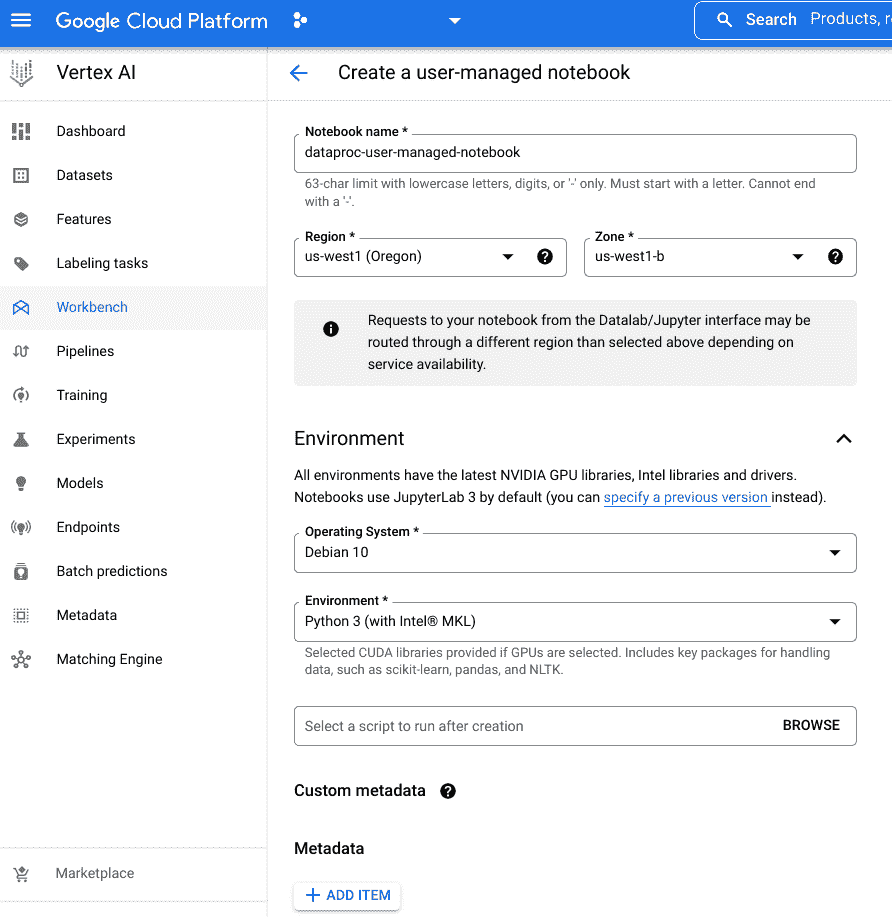 Google Cloud Platform
Search Products, r
Vertex AI
Create a user-managed notebook
Dashboard
Datasets
Features
Labeling tasks
Workbench
Pipelines
Training
Experiments
Models
Endpoints
Batch predictions
Metadata
Matching Engine
Marketplace
Notebook name *
dataproc-user-managed-notebook
63-char limit with lowercase letters, digits, or '-' only. Must start with a letter. Cannot end
with a '-'.
Region *
us-west1 (Oregon)
Zone *
us-west1-b
Requests to your notebook from the Datalab/Jupyter interface may be
routed through a different region than selected above depending on
service availability.
Environment
All environments have the latest NVIDIA GPU libraries, Intel libraries and drivers.
Notebooks use JupyterLab 3 by default (you can specify a previous version instead).
Operating System *
Debian 10
Environment *
Python 3 (with Intel® MKL)
Selected CUDA libraries provided if GPUs are selected. Includes key packages for handling
data, such as scikit-learn, pandas, and NLTK.
Select a script to run after creation BROWSE
Custom metadata
Metadata
+ ADD ITEM